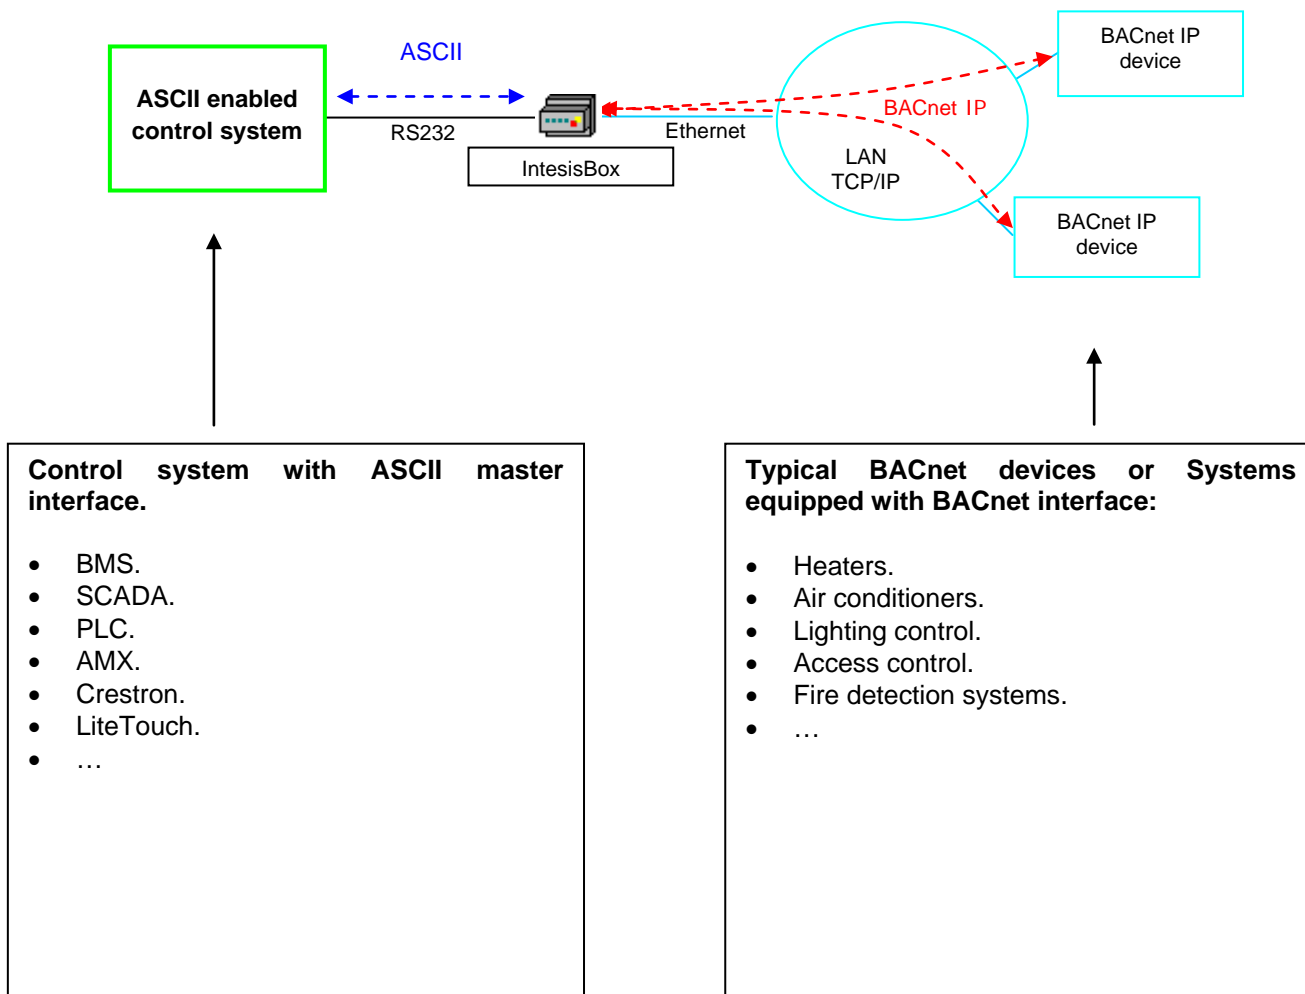 ASCII
BACnet IP
device
ASCII enabled
control system
RS232
IntesisBox
Ethernet
BACnet IP
LAN
TCP/IP
BACnet IP
device
Control system with ASCII master
interface.
• BMS.
• SCADA.
• PLC.
• AMX.
• Crestron.
• LiteTouch.
• …
Typical BACnet devices or Systems
equipped with BACnet interface:
• Heaters.
• Air conditioners.
• Lighting control.
• Access control.
• Fire detection systems.
• …